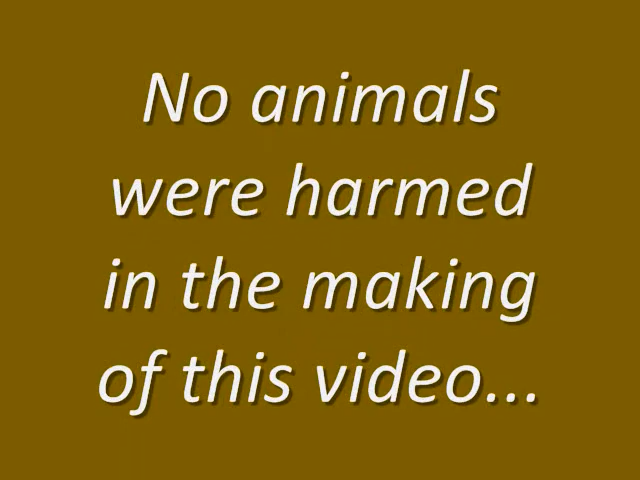 No animals
were harmed
in the making
of this video...